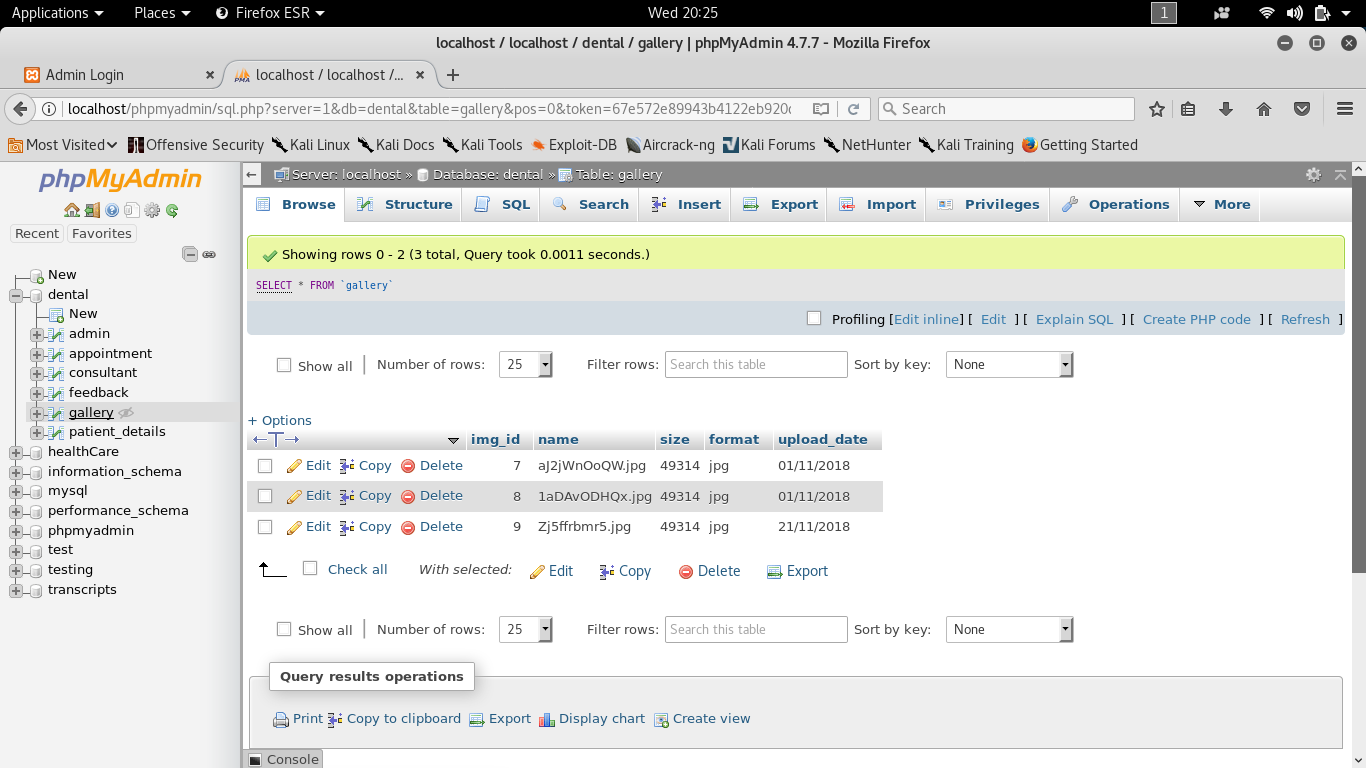 Applications Places Firefox ESR Wed 20:25 1
localhost / localhost / dental / gallery | phpMyAdmin 4.7.7 - Mozilla Firefox
Admin Login localhost / localhost /...
localhost/phpmyadmin/sql.php?server=1&db=dental&table=gallery&pos=0&token=67e572e89943b4122eb920c Search
Most Visited Offensive Security Kali Linux Kali Docs Kali Tools Exploit-DB Aircrack-ng Kali Forums NetHunter Kali Training Getting Started
phpMyAdmin
Recent Favorites
New
dental
New
admin
appointment
consultant
feedback
gallery
patient_details
healthCare
information_schema
mysql
performance_schema
phpmyadmin
test
testing
transcripts
Server: localhost » Database: dental » Table: gallery
Browse Structure SQL Search Insert Export Import Privileges Operations More
Showing rows 0 - 2 (3 total, Query took 0.0011 seconds.)
SELECT * FROM `gallery`
Profiling [Edit inline] [ Edit ] [ Explain SQL ] [ Create PHP code ] [ Refresh ]
Show all | Number of rows: 25 Filter rows: Search this table Sort by key: None
+ Options
←T→ img_id name size format upload_date
Edit Copy Delete 7 aJ2jWnOoQW.jpg 49314 jpg 01/11/2018
Edit Copy Delete 8 1aDAvODHQx.jpg 49314 jpg 01/11/2018
Edit Copy Delete 9 Zj5ffrbmr5.jpg 49314 jpg 21/11/2018
Check all With selected: Edit Copy Delete Export
Show all | Number of rows: 25 Filter rows: Search this table Sort by key: None
Query results operations
Print Copy to clipboard Export Display chart Create view
Console